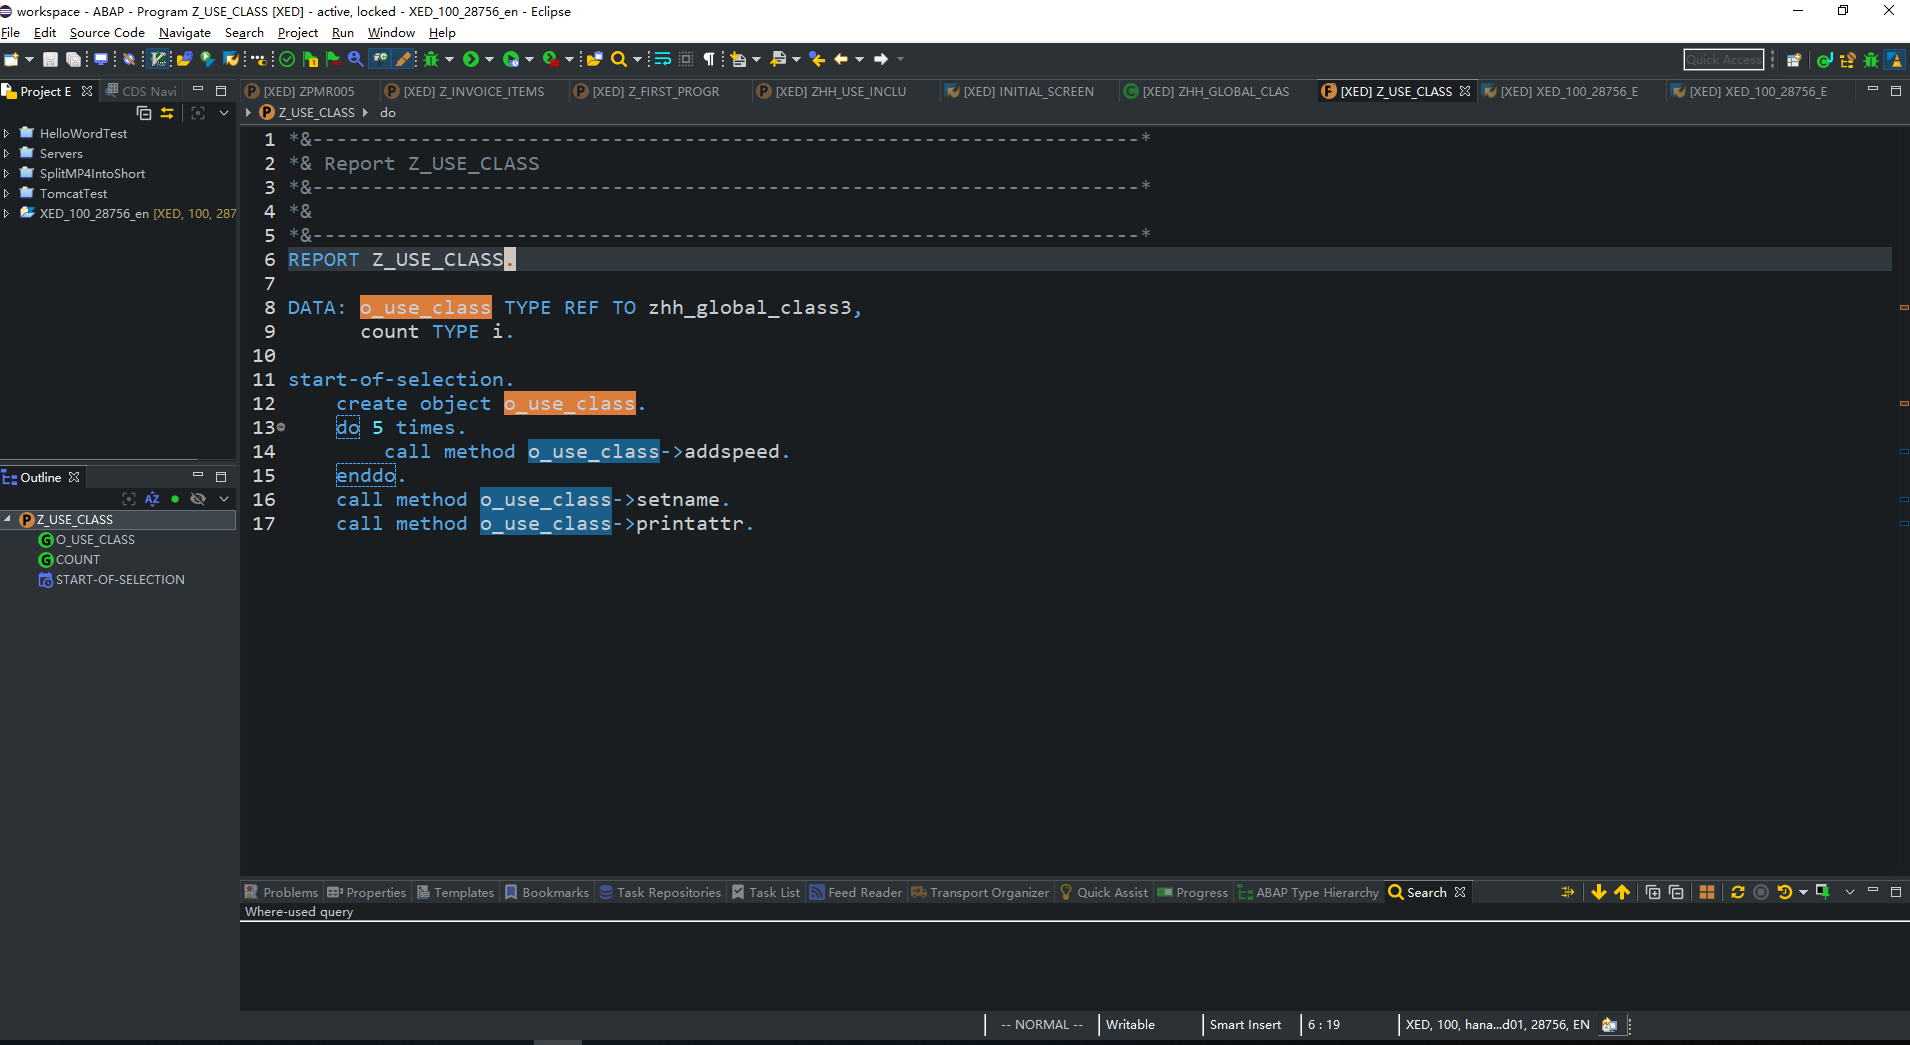 workspace - ABAP - Program Z_USE_CLASS [XED] - active, locked - XED_100_28756_en - Eclipse
File Edit Source Code Navigate Search Project Run Window Help
Quick Access
Project E CDS Navi
[XED] ZPMR005 [XED] Z_INVOICE_ITEMS [XED] Z_FIRST_PROGR [XED] ZHH_USE_INCLU [XED] INITIAL_SCREEN [XED] ZHH_GLOBAL_CLAS [XED] Z_USE_CLASS [XED] XED_100_28756_E [XED] XED_100_28756_E
Z_USE_CLASS do
HelloWordTest
Servers
SplitMP4IntoShort
TomcatTest
XED_100_28756_en [XED, 100, 287
1 *&---------------------------------------------------------------------*
2 *& Report Z_USE_CLASS
3 *&---------------------------------------------------------------------*
4 *&
5 *&---------------------------------------------------------------------*
6 REPORT Z_USE_CLASS.
7
8 DATA: o_use_class TYPE REF TO zhh_global_class3,
9 count TYPE i.
10
11 start-of-selection.
12 create object o_use_class.
13 do 5 times.
14 call method o_use_class->addspeed.
15 enddo.
16 call method o_use_class->setname.
17 call method o_use_class->printattr.
Outline
Z_USE_CLASS
O_USE_CLASS
COUNT
START-OF-SELECTION
Problems Properties Templates Bookmarks Task Repositories Task List Feed Reader Transport Organizer Quick Assist Progress ABAP Type Hierarchy Search
Where-used query
-- NORMAL -- Writable Smart Insert 6 : 19 XED, 100, hana...d01, 28756, EN